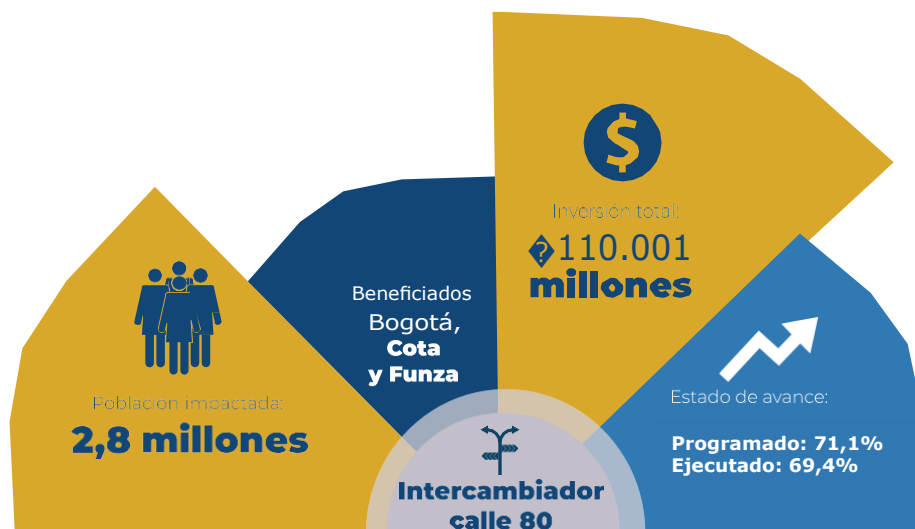 Población impactada:
2,8 millones
Beneficiados
Bogotá,
Cota
y Funza
Inversión total:
�110.001
millones
Estado de avance:
Programado: 71,1%
Ejecutado: 69,4%
Intercambiador
calle 80